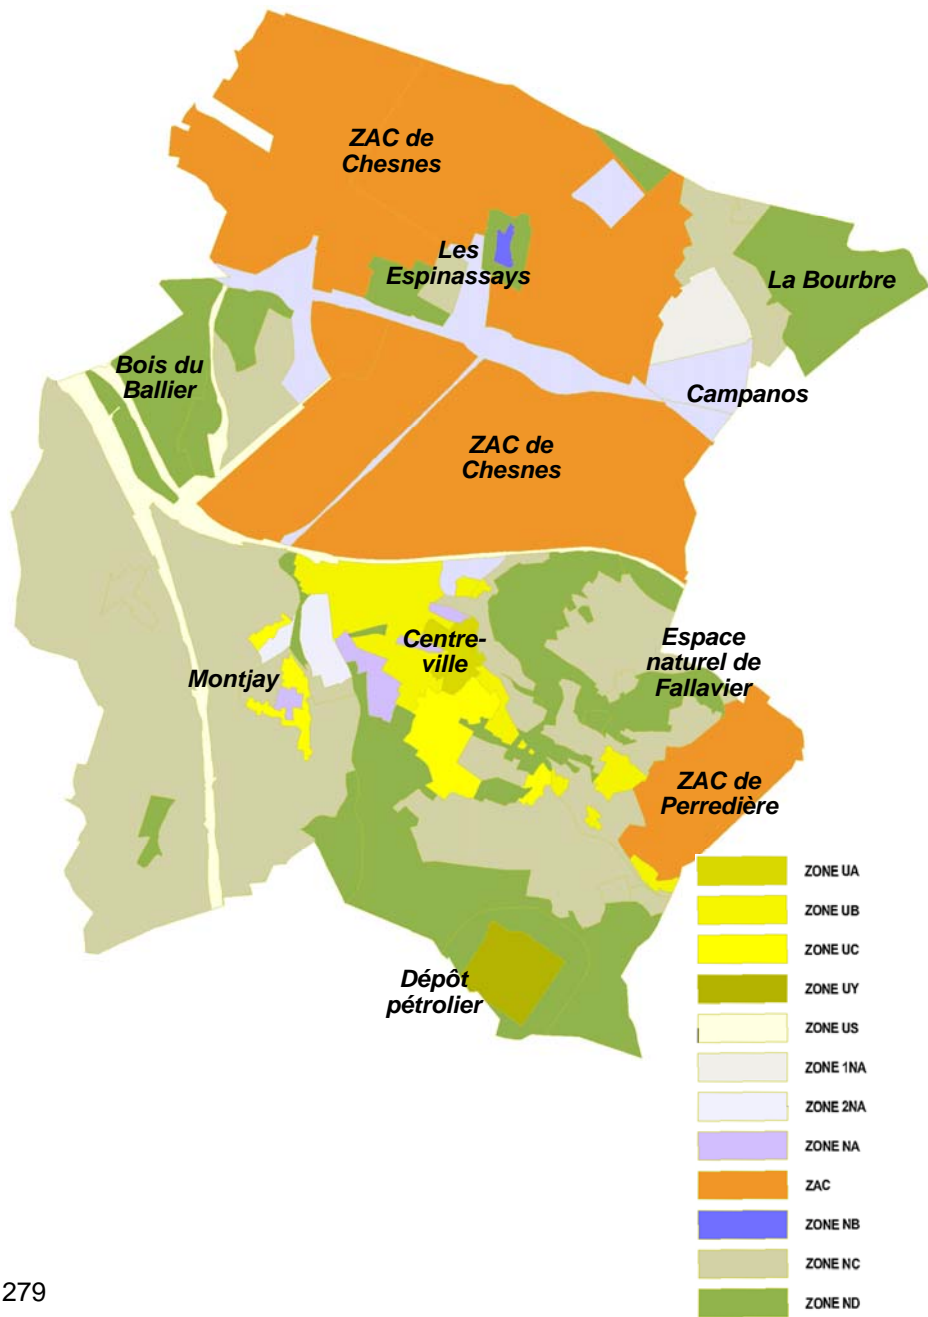 ZAC de
Chesnes
Les
Espinassays
La Bourbre
Bois du
Ballier
Campanos
ZAC de
Chesnes
Centre-
ville
Espace
naturel de
Fallavier
Montjay
ZAC de
Perredière
Dépôt
pétrolier
ZONE UA
ZONE UB
ZONE UC
ZONE UY
ZONE US
ZONE 1NA
ZONE 2NA
ZONE NA
ZAC
ZONE NB
ZONE NC
ZONE ND
279